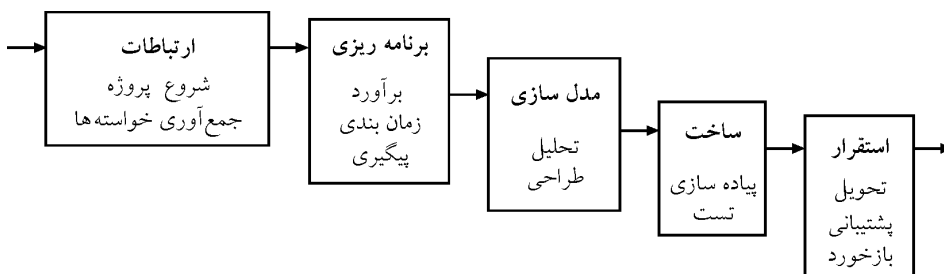 ارتباطات
شروع پروژه
جمع‌آوری خواسته‌ها
برنامه ریزی
برآورد
زمان بندی
پیگیری
مدل سازی
تحلیل
طراحی
ساخت
پیاده سازی
تست
استقرار
تحویل
پشتیبانی
بازخورد